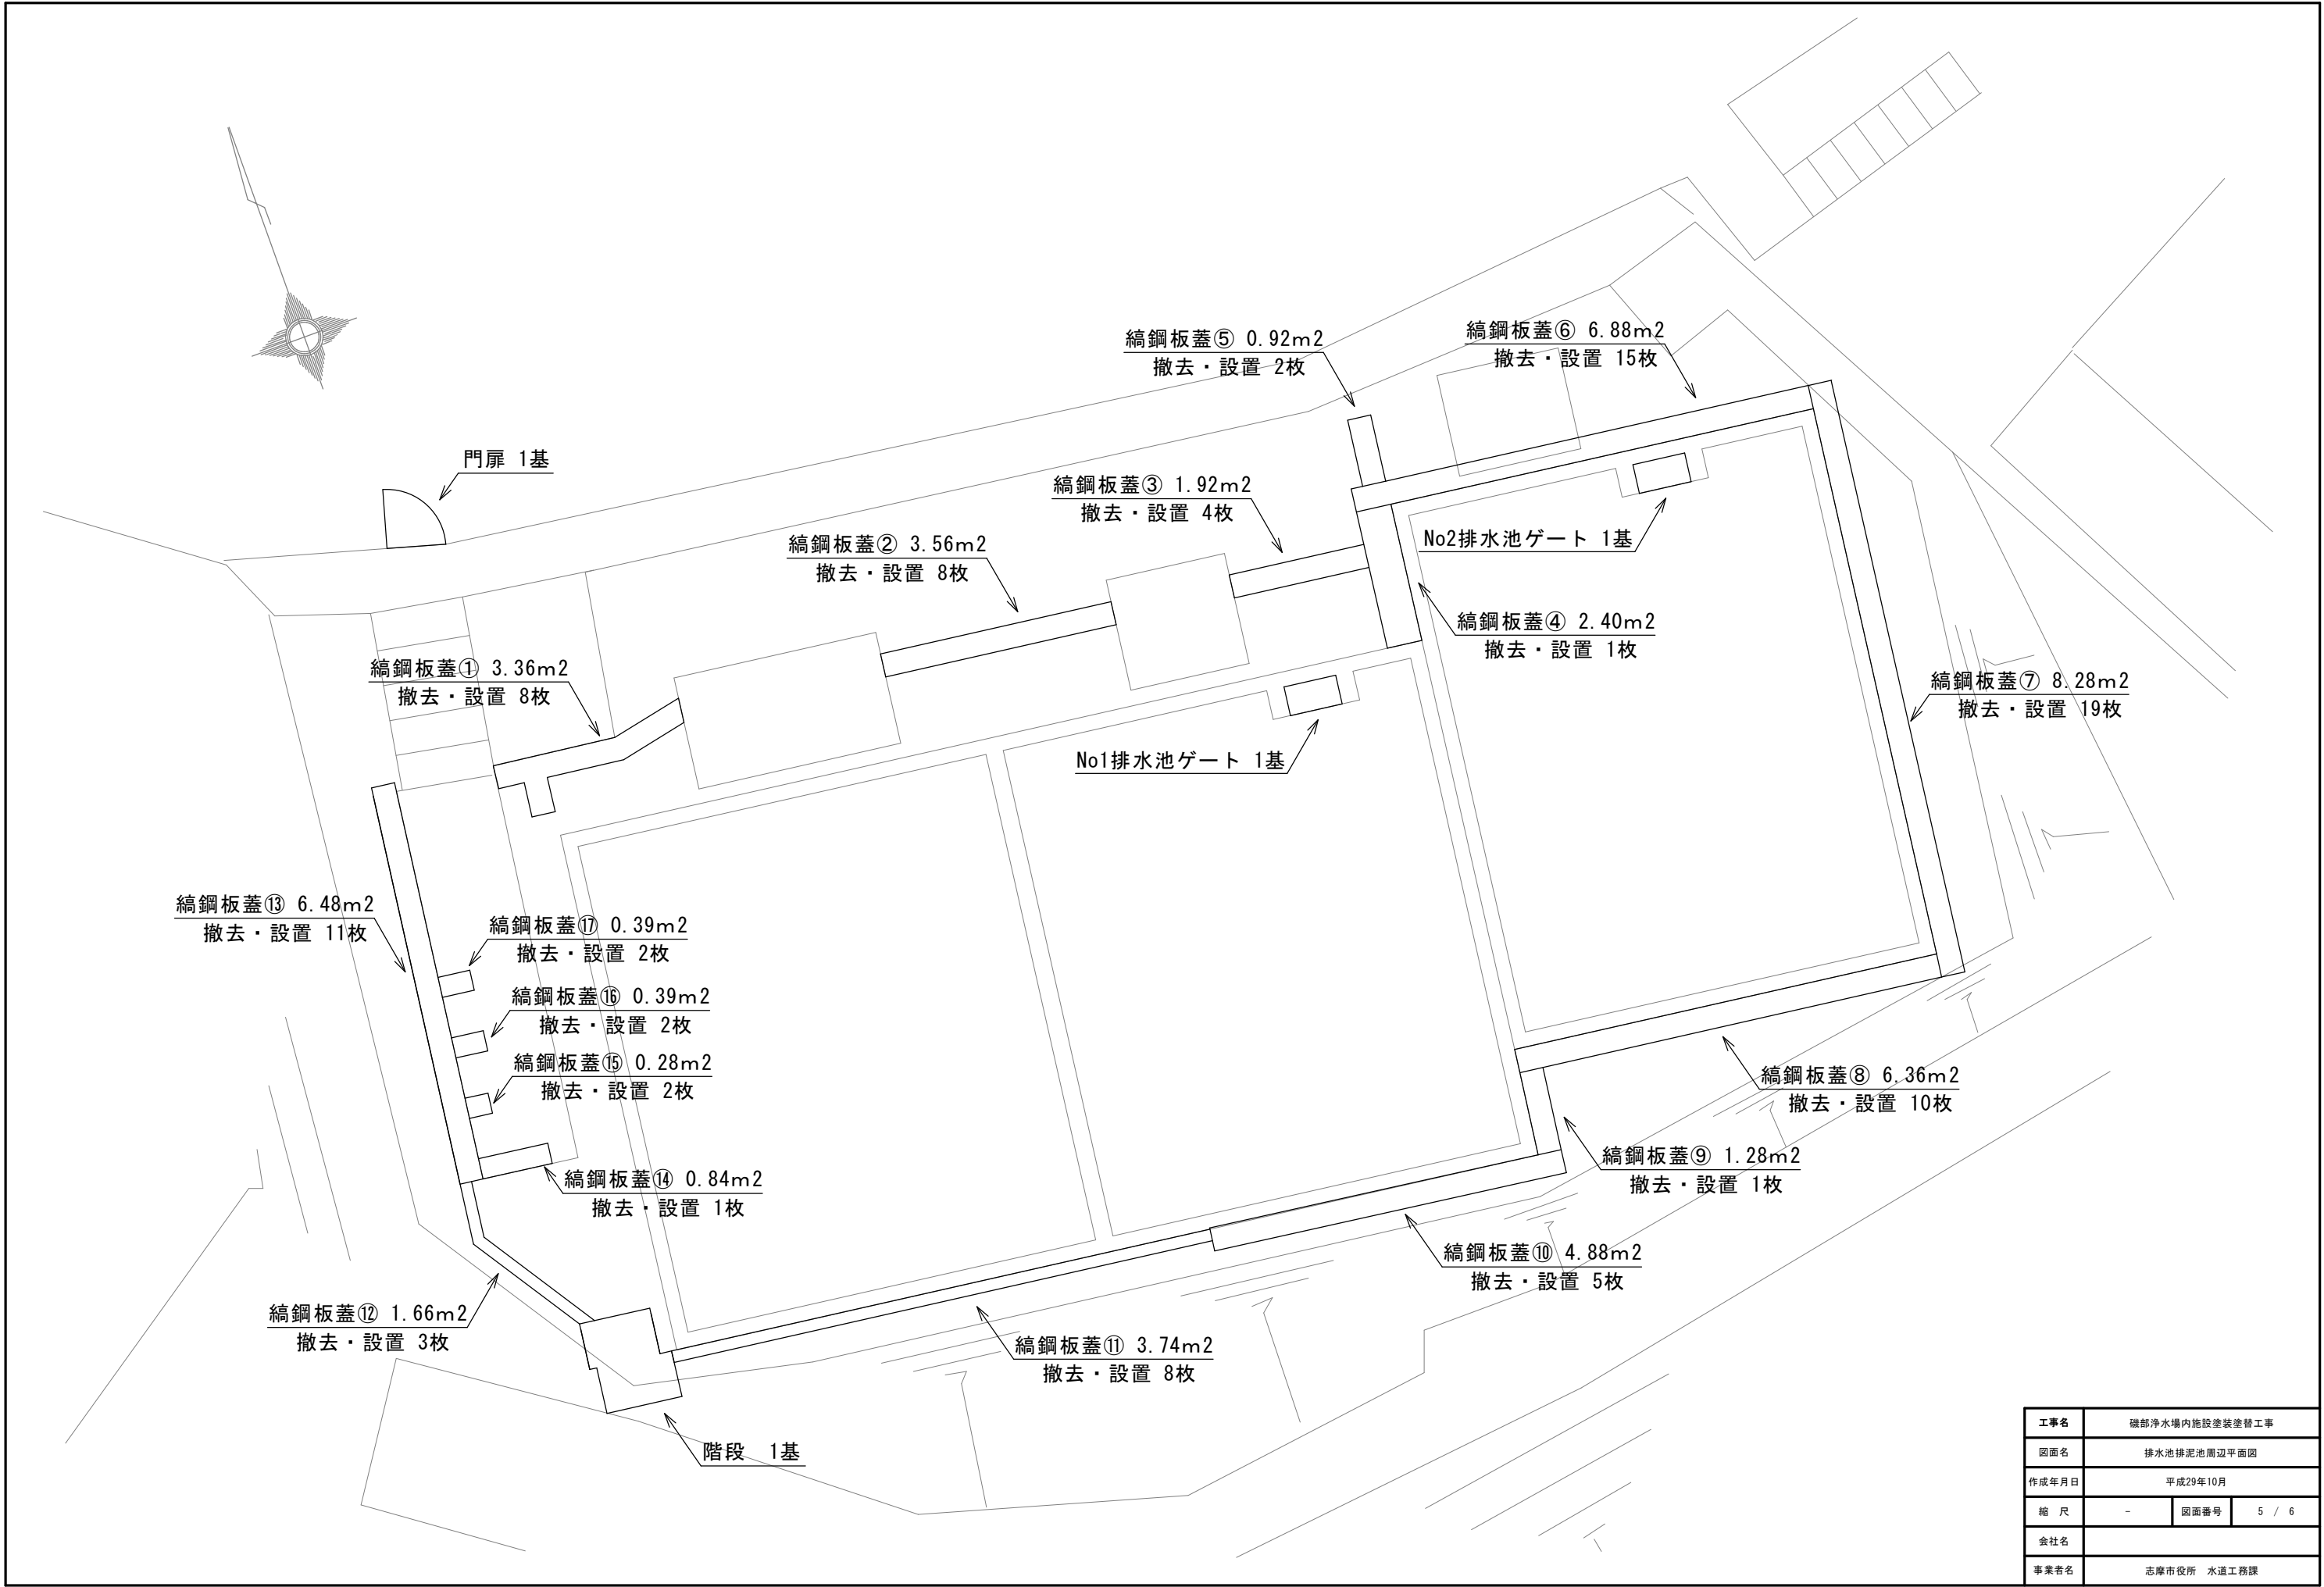 縞鋼板蓋⑤ 0.92m2
撤去・設置 2枚
縞鋼板蓋⑥ 6.88m2
撤去・設置 15枚
門扉 1基
縞鋼板蓋③ 1.92m2
撤去・設置 4枚
No2排水池ゲート 1基
縞鋼板蓋② 3.56m2
撤去・設置 8枚
縞鋼板蓋④ 2.40m2
撤去・設置 1枚
縞鋼板蓋① 3.36m2
撤去・設置 8枚
縞鋼板蓋⑦ 8.28m2
撤去・設置 19枚
No1排水池ゲート 1基
縞鋼板蓋⑬ 6.48m2
撤去・設置 11枚
縞鋼板蓋⑰ 0.39m2
撤去・設置 2枚
縞鋼板蓋⑯ 0.39m2
撤去・設置 2枚
縞鋼板蓋⑮ 0.28m2
撤去・設置 2枚
縞鋼板蓋⑧ 6.36m2
撤去・設置 10枚
縞鋼板蓋⑨ 1.28m2
撤去・設置 1枚
縞鋼板蓋⑭ 0.84m2
撤去・設置 1枚
縞鋼板蓋⑩ 4.88m2
撤去・設置 5枚
縞鋼板蓋⑫ 1.66m2
撤去・設置 3枚
縞鋼板蓋⑪ 3.74m2
撤去・設置 8枚
階段 1基
工事名 磯部浄水場内施設塗装塗替工事
図面名 排水池排泥池周辺平面図
作成年月日 平成29年10月
縮 尺 - 図面番号 5 / 6
会社名
事業者名 志摩市役所 水道工務課